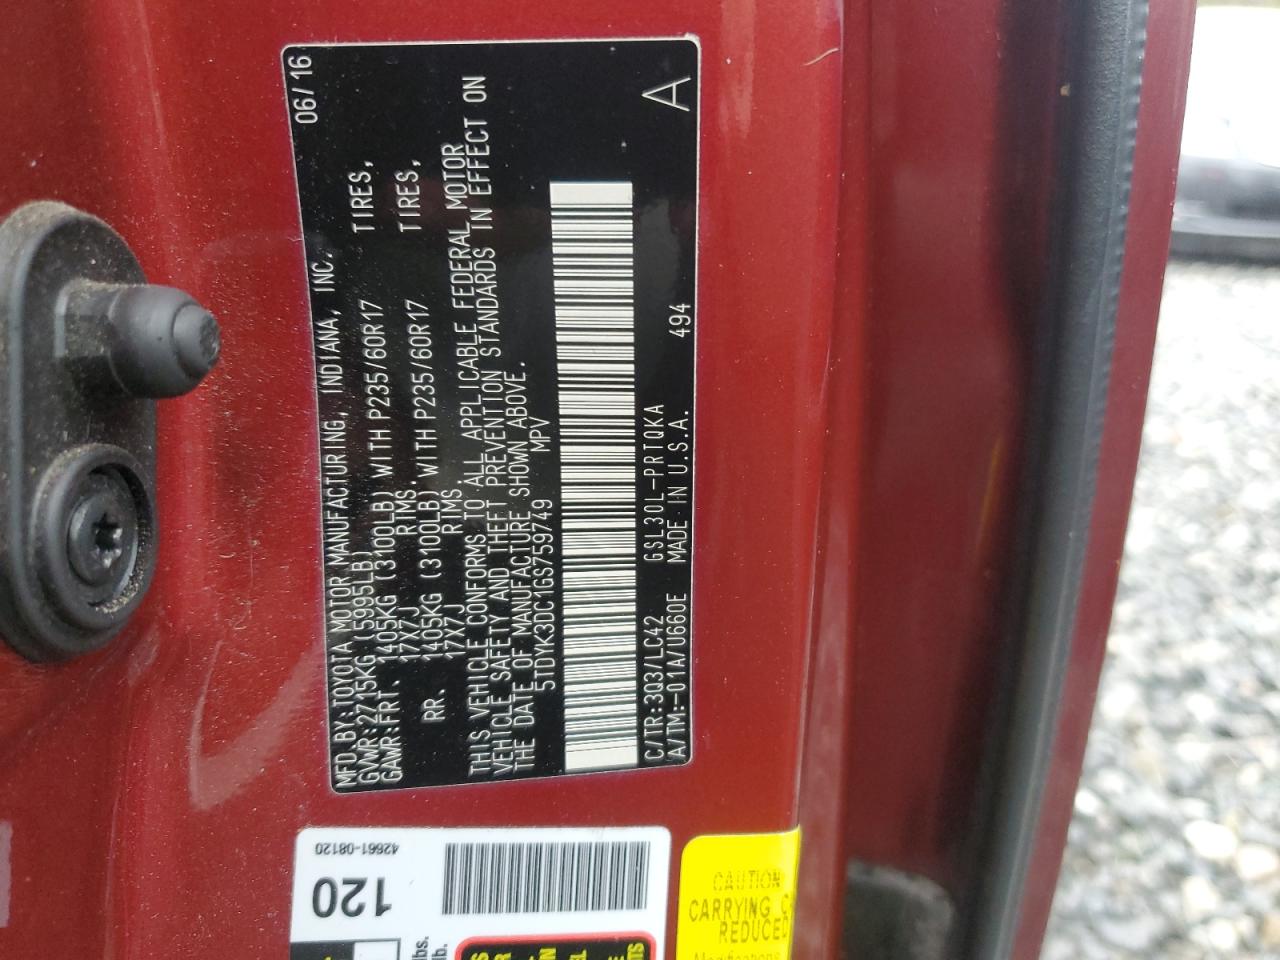 MFD.BY:TOYOTA MOTOR MANUFACTURING, INDIANA, INC. 06/16
GVWR:2715KG (5995LB)
GAWR:FRT. 1405KG (3100LB) WITH P235/60R17 TIRES,
17X7J RIMS.
RR. 1405KG (3100LB) WITH P235/60R17 TIRES,
17X7J RIMS
THIS VEHICLE CONFORMS TO ALL APPLICABLE FEDERAL MOTOR
VEHICLE SAFETY AND THEFT PREVENTION STANDARDS IN EFFECT ON
THE DATE OF MANUFACTURE SHOWN ABOVE.
5TDYK3DC1GS759749 MPV
C/TR:3Q3/LC42 GSL30L-PRTQKA
A/TM:-01A/U660E MADE IN U.S.A. 494 A
42661-08120
120
lbs.
lb.
CAUTION
CARRYING
REDUCED